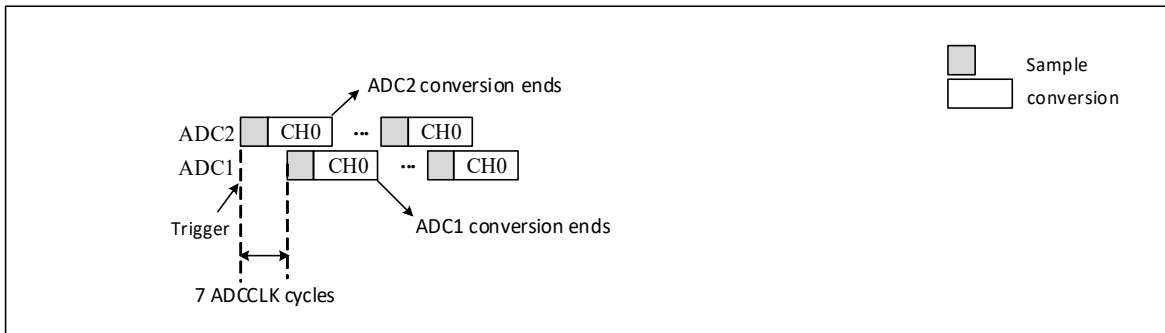 Sample
conversion
ADC2 conversion ends
ADC2 CH0 ... CH0
ADC1 CH0 ... CH0
Trigger
ADC1 conversion ends
7 ADCCLK cycles